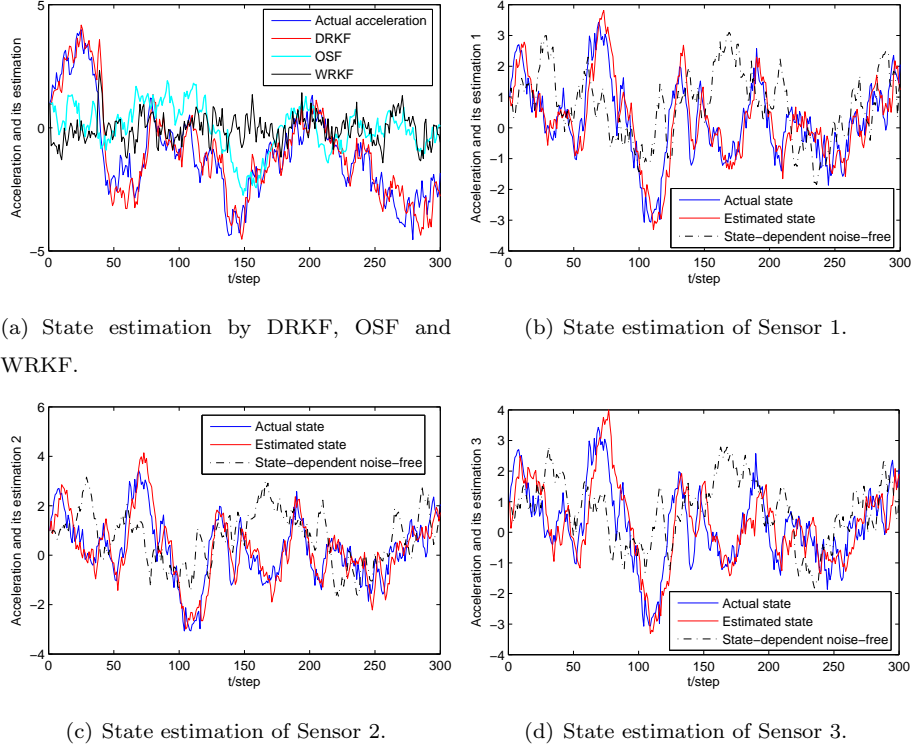 Acceleration and its estimation
5
0
−5
0
50
100
150
200
250
300
t/step
Actual acceleration
DRKF
OSF
WRKF
(a) State estimation by DRKF, OSF and
WRKF.
Acceleration and its estimation 1
4
3
2
1
0
−1
−2
−3
−4
0
50
100
150
200
250
300
t/step
Actual state
Estimated state
State−dependent noise−free
(b) State estimation of Sensor 1.
Acceleration and its estimation 2
6
4
2
0
−2
−4
0
50
100
150
200
250
300
t/step
Actual state
Estimated state
State−dependent noise−free
(c) State estimation of Sensor 2.
Acceleration and its estimation 3
4
3
2
1
0
−1
−2
−3
−4
0
50
100
150
200
250
300
t/step
Actual state
Estimated state
State−dependent noise−free
(d) State estimation of Sensor 3.